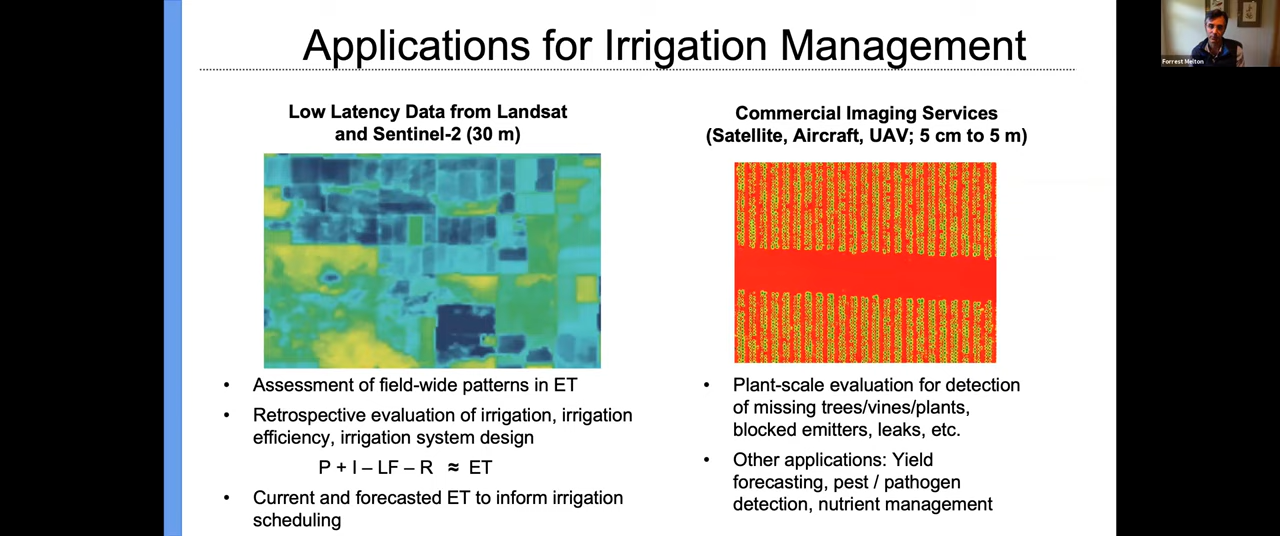 Applications for Irrigation Management
Low Latency Data from Landsat
and Sentinel-2 (30 m)
• Assessment of field-wide patterns in ET
• Retrospective evaluation of irrigation, irrigation
efficiency, irrigation system design
P + I – LF – R ≈ ET
• Current and forecasted ET to inform irrigation
scheduling
Commercial Imaging Services
(Satellite, Aircraft, UAV; 5 cm to 5 m)
• Plant-scale evaluation for detection
of missing trees/vines/plants,
blocked emitters, leaks, etc.
• Other applications: Yield
forecasting, pest / pathogen
detection, nutrient management
Forrest Melton